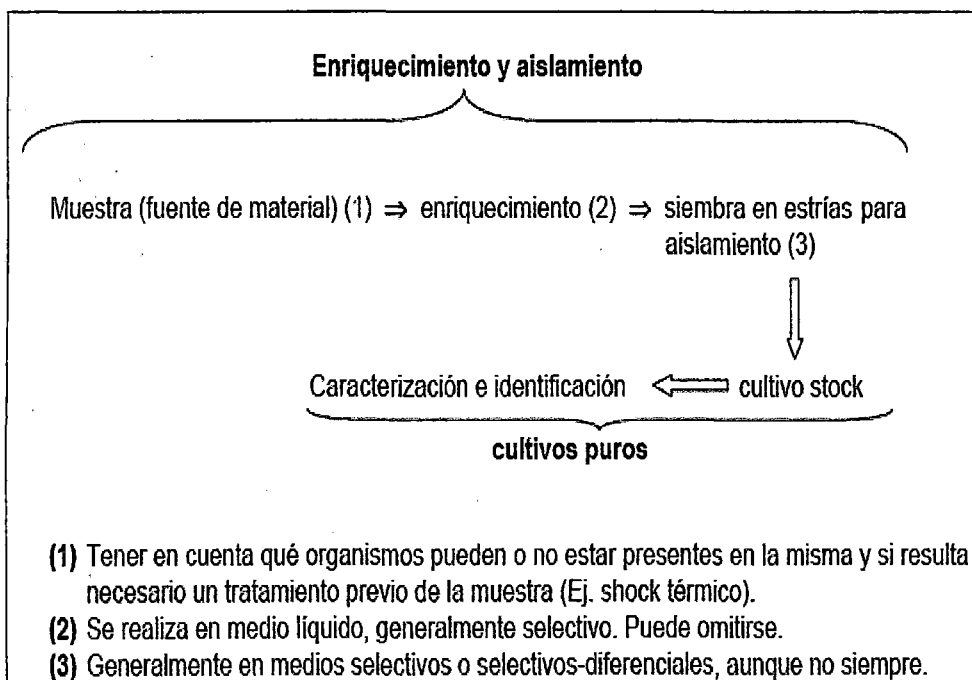 Enriquecimiento y aislamiento
Muestra (fuente de material) (1) ⇒ enriquecimiento (2) ⇒ siembra en estrías para
aislamiento (3)
Caracterización e identificación ⇐ cultivo stock
cultivos puros
(1) Tener en cuenta qué organismos pueden o no estar presentes en la misma y si resulta
necesario un tratamiento previo de la muestra (Ej. shock térmico).
(2) Se realiza en medio líquido, generalmente selectivo. Puede omitirse.
(3) Generalmente en medios selectivos o selectivos-diferenciales, aunque no siempre.